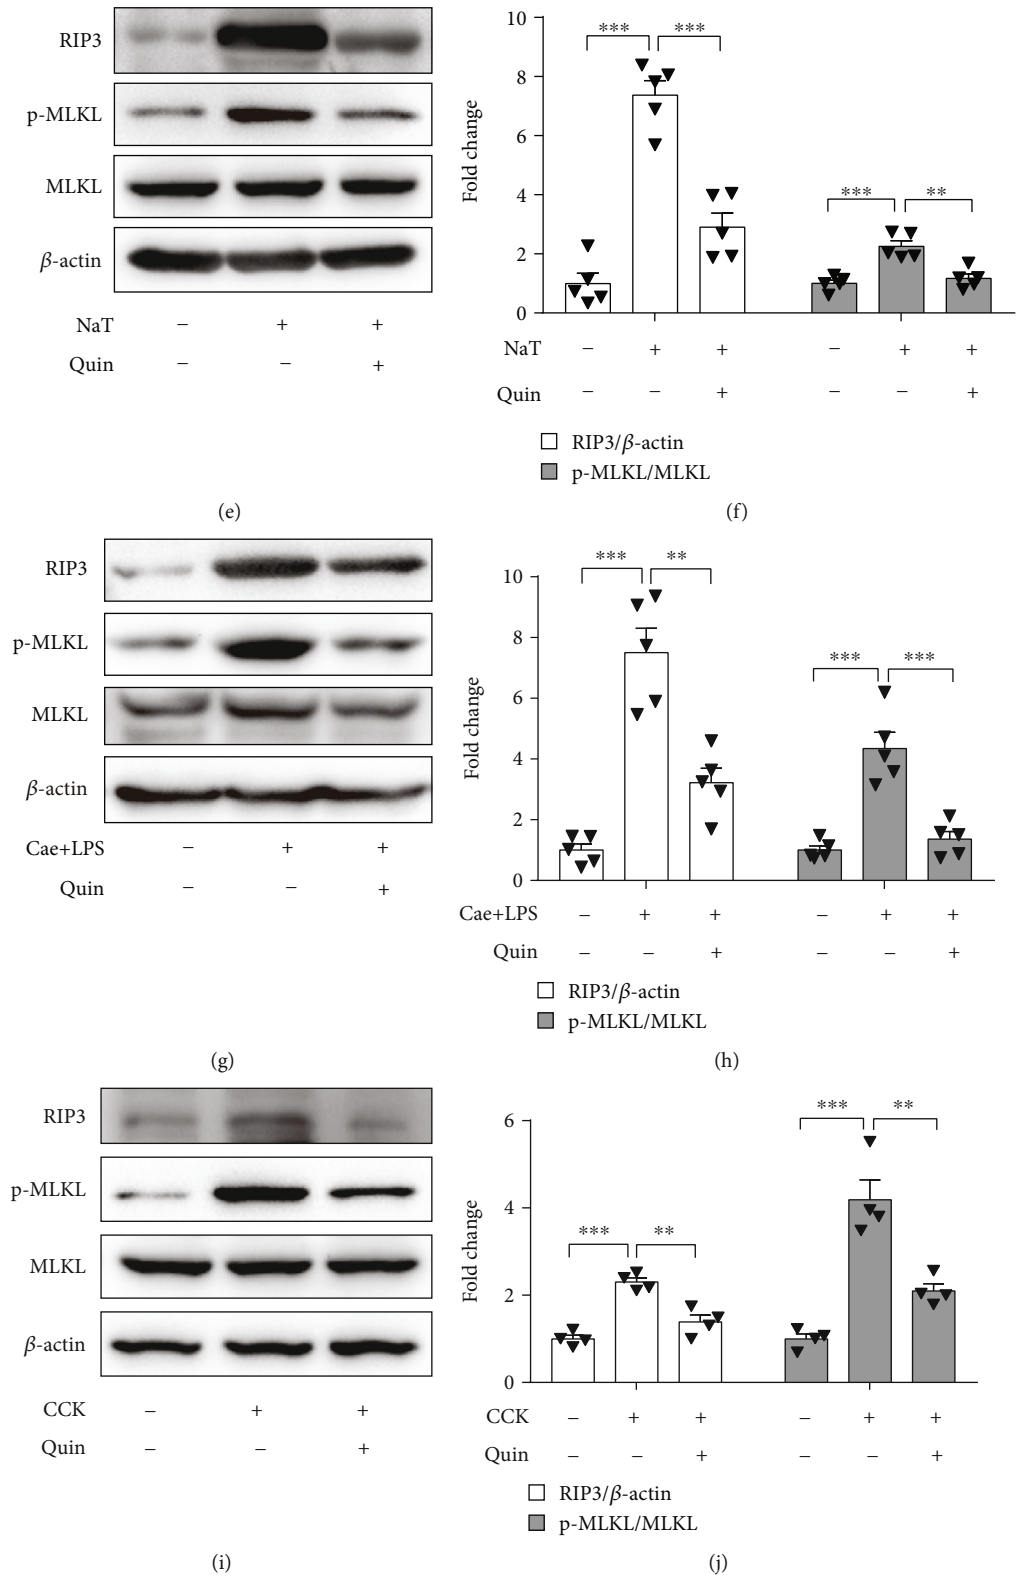 RIP3
p-MLKL
MLKL
β-actin
NaT – + +
Quin – – +
(e)
10
8
6
4
2
0
Fold change
*** ***
*** **
NaT – + + – + +
Quin – – + – – +
RIP3/β-actin
p-MLKL/MLKL
(f)
RIP3
p-MLKL
MLKL
β-actin
Cae+LPS – + +
Quin – – +
(g)
10
8
6
4
2
0
Fold change
*** **
*** ***
Cae+LPS – + + – + +
Quin – – + – – +
RIP3/β-actin
p-MLKL/MLKL
(h)
RIP3
p-MLKL
MLKL
β-actin
CCK – + +
Quin – – +
(i)
6
4
2
0
Fold change
*** **
*** **
CCK – + + – + +
Quin – – + – – +
RIP3/β-actin
p-MLKL/MLKL
(j)